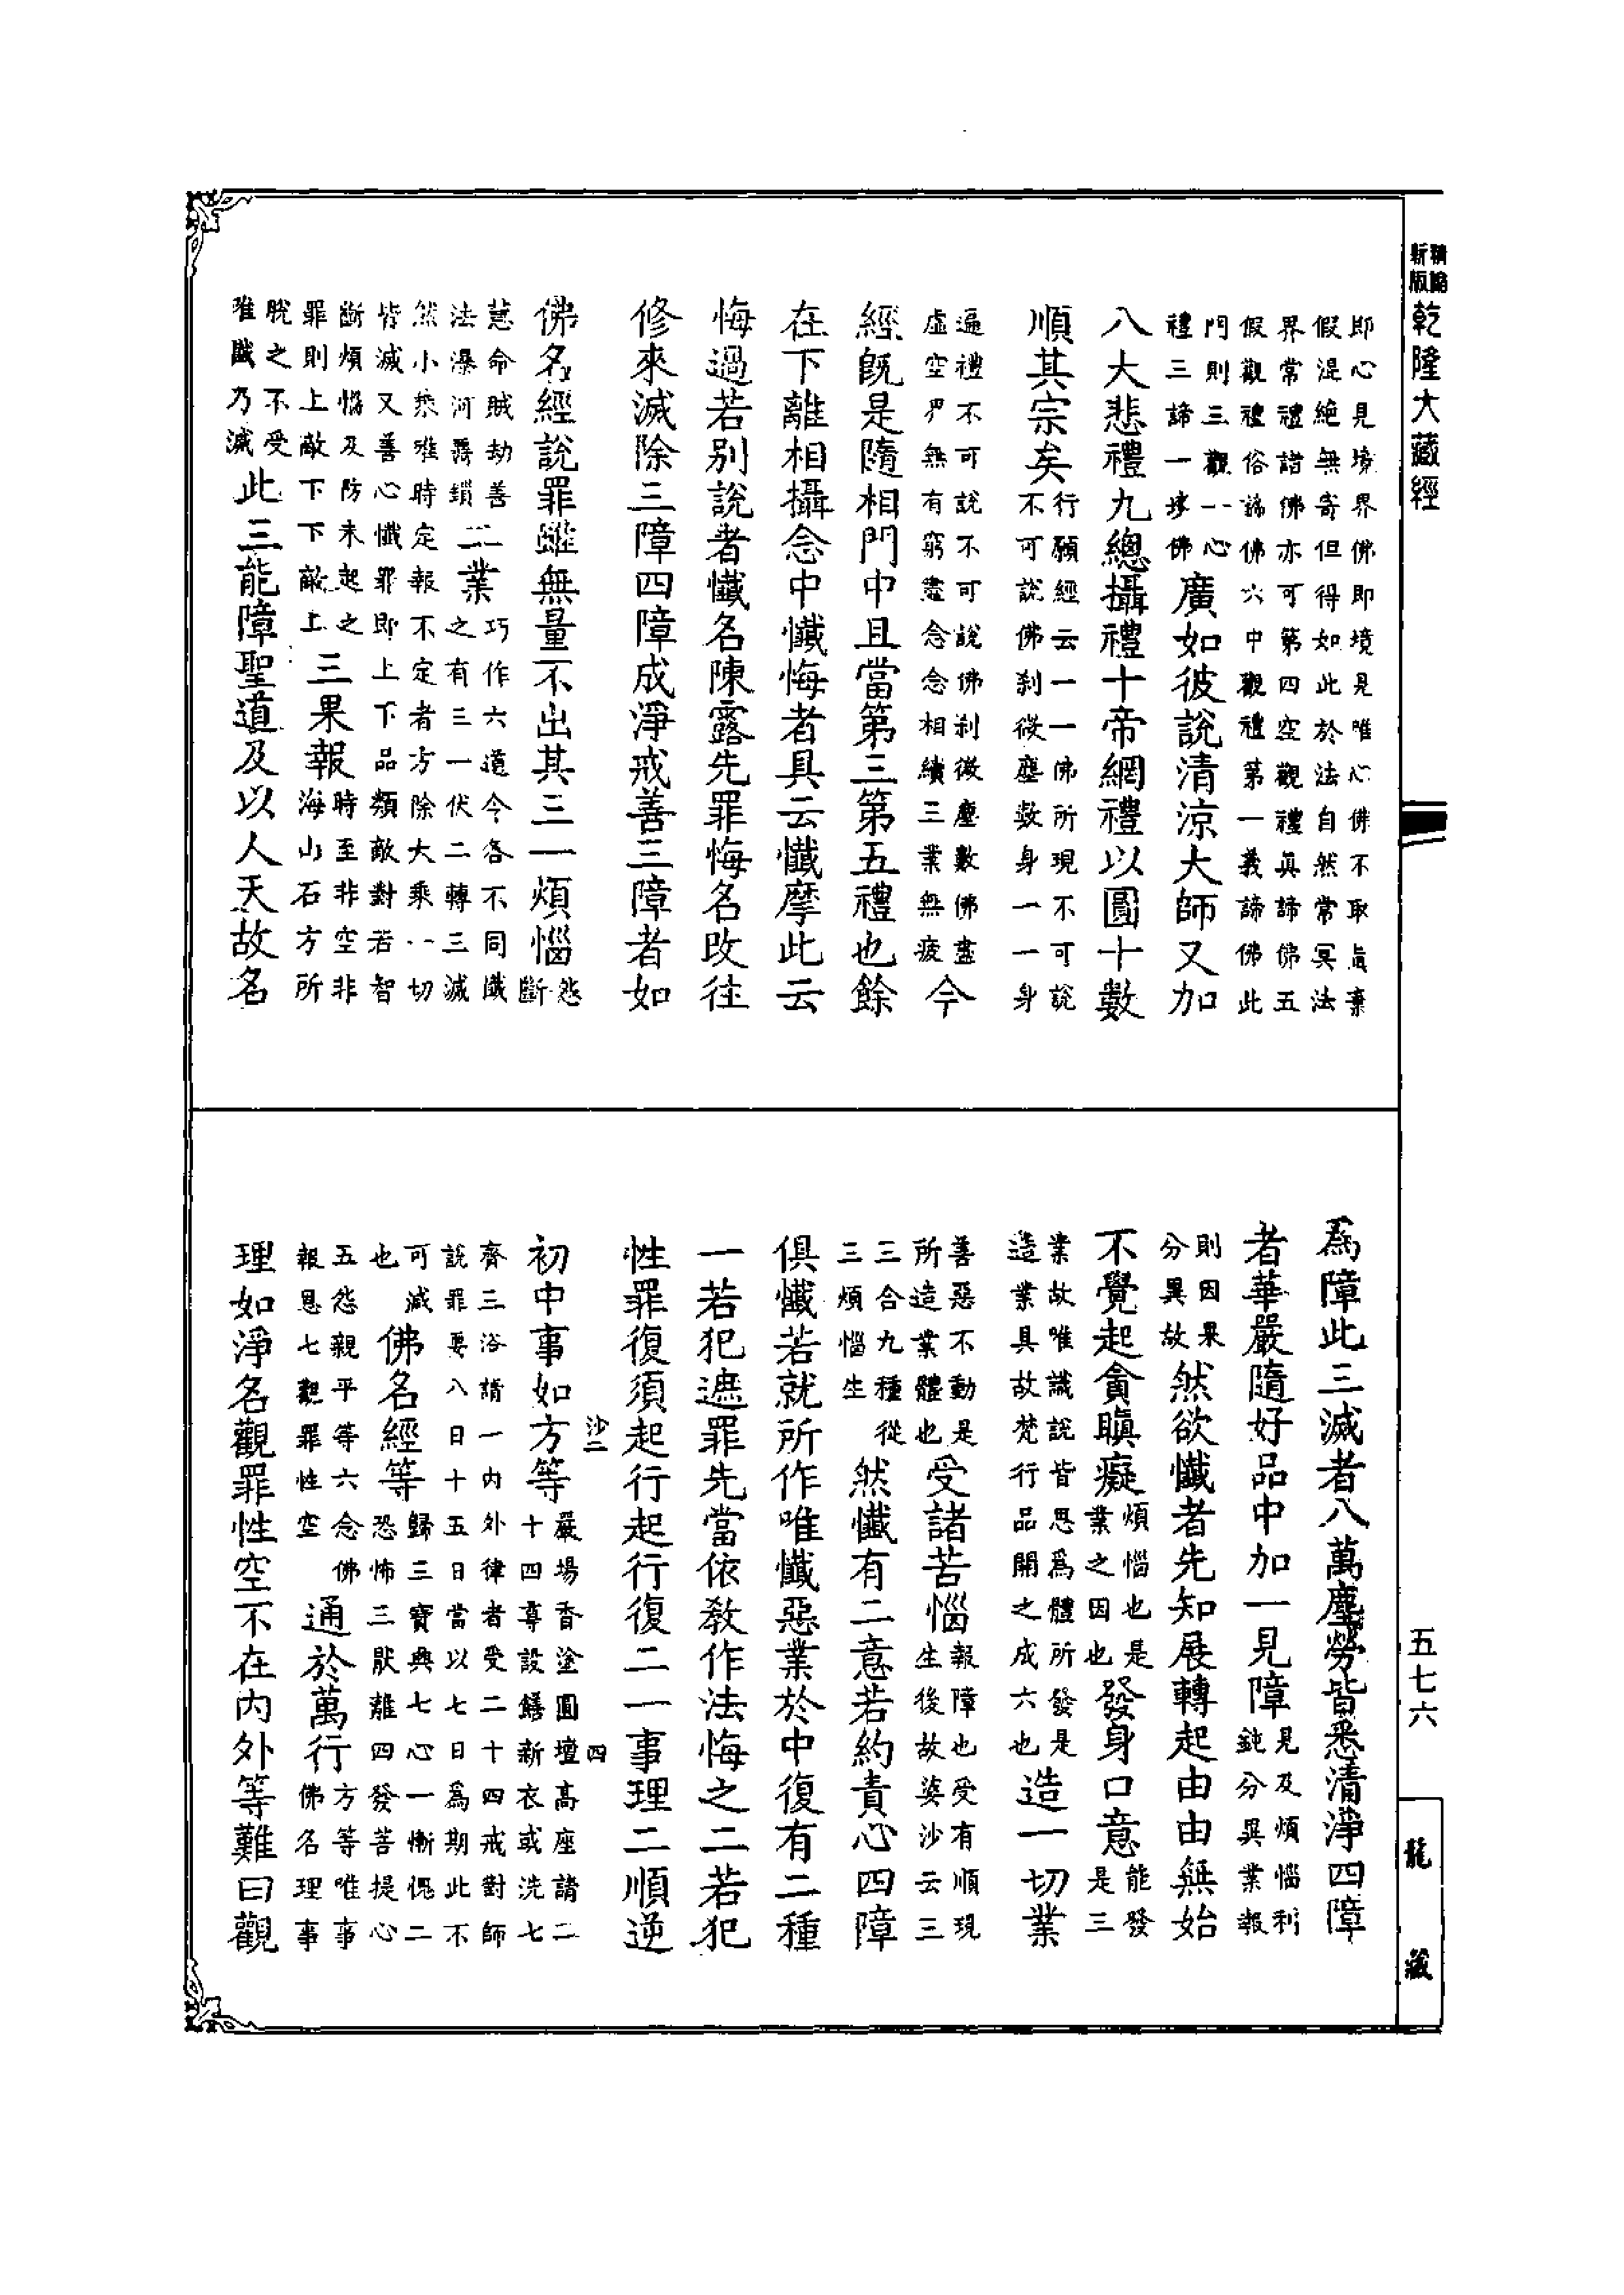 新版
乾隆大藏經
即心見境界佛即境見唯心佛不取真棄
假混絕無寄但得如此於法自然常冥法
界常禮諸佛亦可第四空觀禮真諦佛五
假觀禮俗諦佛六中觀禮第一義諦佛此
門則三觀一心
禮三諦一境佛
廣如彼說清涼大師又加
八大悲禮九總攝禮十帝網禮以圓十數
順其宗矣
行願經云一一佛所現不可說
不可說佛刹微塵數身一一身
遍禮不可說不可說佛刹微塵數佛盡
虛空界無有窮盡念念相續三業無疲
今
經既是隨相門中且當第三第五禮也餘
在下離相攝念中懺悔者具云懺摩此云
悔過若別說者懺名陳露先罪悔名改往
修來滅除三障四障成淨戒善三障者如
佛名經說罪雖無量不出其三一煩惱
怨
斷
慧命賊劫善
法瀑河羂鎖
二業
巧作六道今各不同懺
之有三一伏二轉三滅
然小乘唯時定報不定者方除大乘一切
皆滅又善心懺罪即上下品類敵對若智
斷煩惱及防未起之
罪則上敵下下敵上
三果報
時至非空非
海山石方所
脫之不受
唯懺乃滅
此三能障聖道及以人天故名
五七六
龍藏
為障此三滅者八萬塵勞皆悉清淨四障
者華嚴隨好品中加一見障
見及煩惱利
鈍分異業報
則因果
分異故
然欲懺者先知展轉起由由無始
不覺起貪瞋癡
煩惱也是
業之因也
發身口意
能發
是三
業故唯識說皆思為體所發是
造業具故梵行品開之成六也
造一切業
善惡不動是
所造業體也
受諸苦惱
報障也受有順現
生後故婆沙云三
三合九種從
三煩惱生
然懺有二意若約責心四障
俱懺若就所作唯懺惡業於中復有二種
一若犯遮罪先當依教作法悔之二若犯
性罪復須起行起行復二一事理二順逆
沙二
四
初中事如方等
嚴場香塗圓壇高座請二
十四尊設饍新衣或洗七
齊三浴請一內外律者受二十四戒對師
說罪要八日十五日當以七日為期此不
可滅
也
佛名經等
歸三寶興七心一慚愧二
恐怖三厭離四發菩提心
五怨親平等六念佛
報恩七觀罪性空
通於萬行
方等唯事
佛名理事
理如淨名觀罪性空不在內外等難曰觀